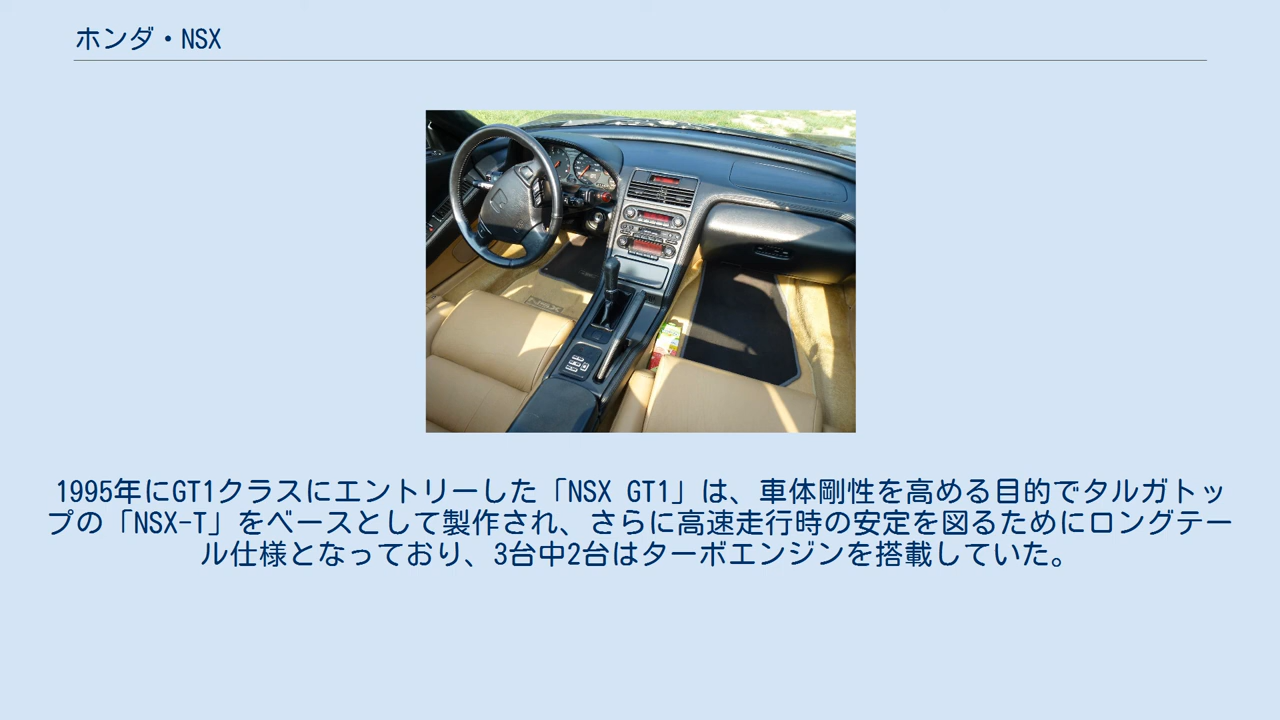 ホンダ・NSX
1995年にGT1クラスにエントリーした「NSX GT1」は、車体剛性を高める目的でタルガトッ
プの「NSX-T」をベースとして製作され、さらに高速走行時の安定を図るためにロングテー
ル仕様となっており、3台中2台はターボエンジンを搭載していた。